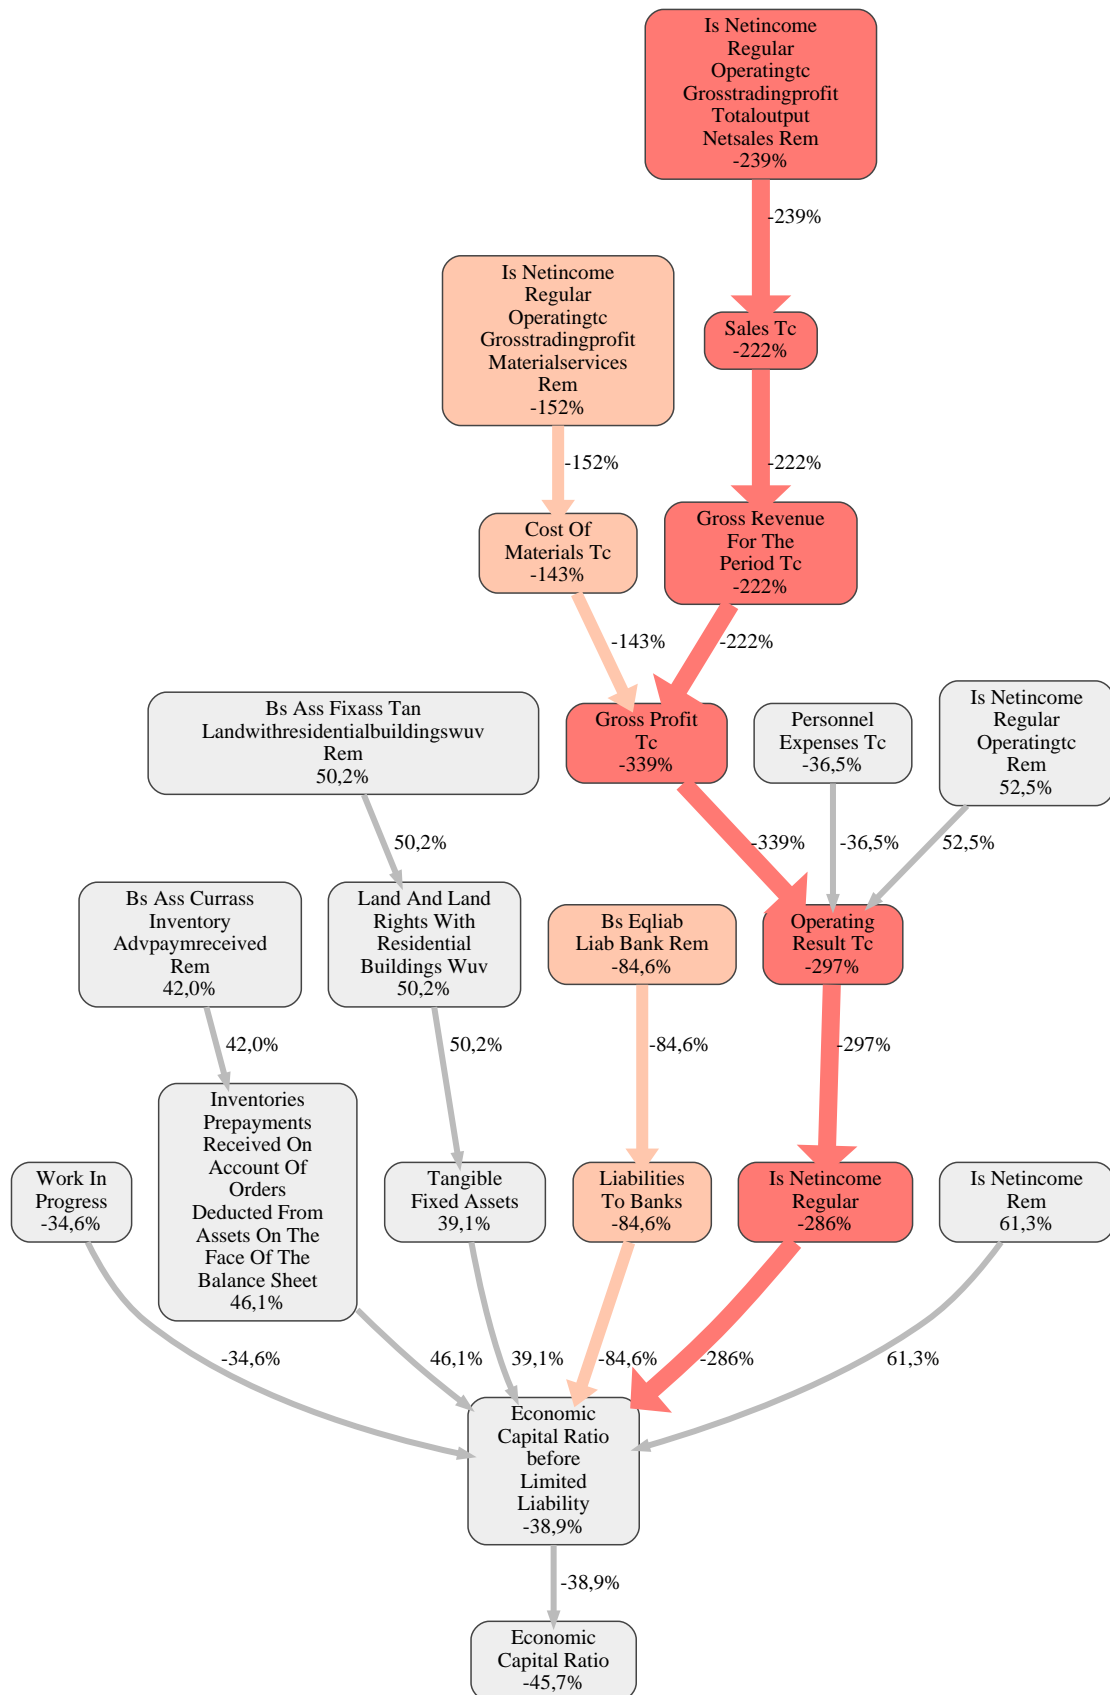 Is Netincome
Regular
Operatingtc
Grosstradingprofit
Totaloutput
Netsales Rem
-239%
-239%
Is Netincome
Regular
Operatingtc
Grosstradingprofit
Materialservices
Rem
-152%
Sales Tc
-222%
-152%
-222%
Cost Of
Materials Tc
-143%
Gross Revenue
For The
Period Tc
-222%
-143%
-222%
Bs Ass Fixass Tan
Landwithresidentialbuildingswuv
Rem
50,2%
Gross Profit
Tc
-339%
Personnel
Expenses Tc
-36,5%
Is Netincome
Regular
Operatingtc
Rem
52,5%
50,2%
-339%
-36,5%
52,5%
Bs Ass Currass
Inventory
Advpaymreceived
Rem
42,0%
Land And Land
Rights With
Residential
Buildings Wuv
50,2%
Bs Eqliab
Liab Bank Rem
-84,6%
Operating
Result Tc
-297%
42,0%
50,2%
-84,6%
-297%
Work In
Progress
-34,6%
Inventories
Prepayments
Received On
Account Of
Orders
Deducted From
Assets On The
Face Of The
Balance Sheet
46,1%
Tangible
Fixed Assets
39,1%
Liabilities
To Banks
-84,6%
Is Netincome
Regular
-286%
Is Netincome
Rem
61,3%
-34,6%
46,1%
39,1%
-84,6%
-286%
61,3%
Economic
Capital Ratio
before
Limited
Liability
-38,9%
-38,9%
Economic
Capital Ratio
-45,7%